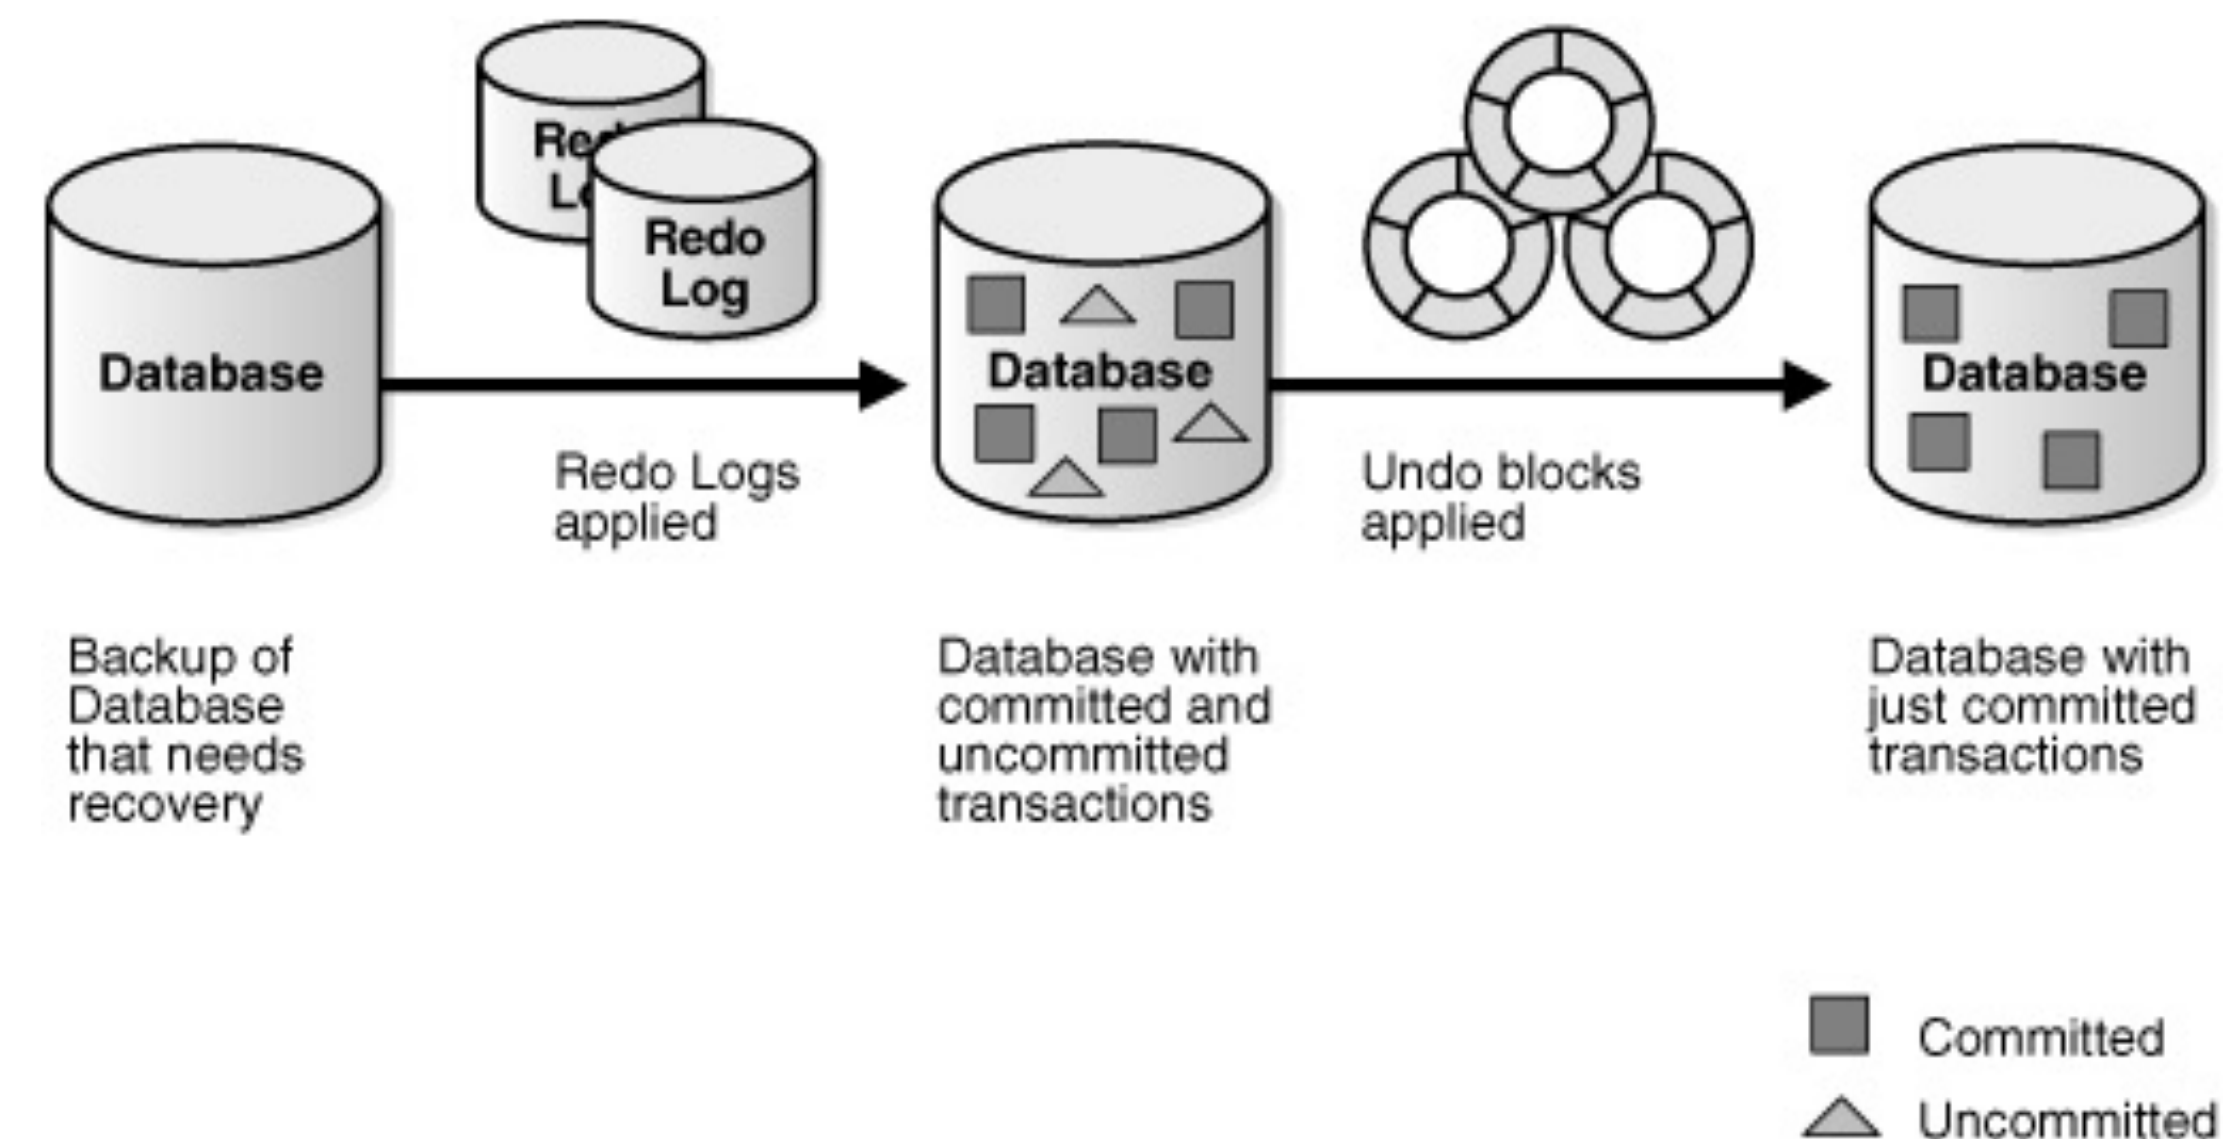 Redo
Log
Database
Redo Logs
applied
Database
Undo blocks
applied
Database
Backup of
Database
that needs
recovery
Database with
committed and
uncommitted
transactions
Database with
just committed
transactions
Committed
Uncommitted